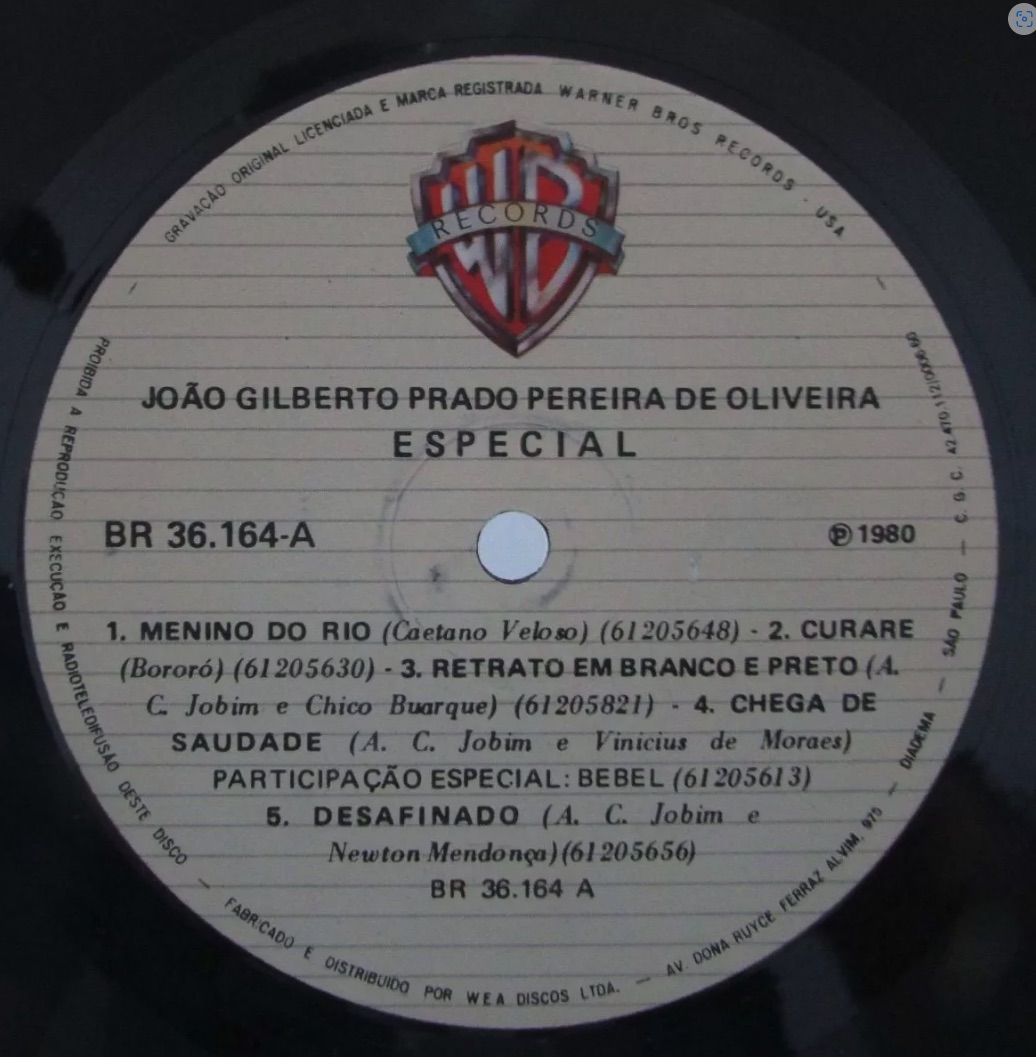 GRAVAÇÃO ORIGINAL LICENCIADA E MARCA REGISTRADA WARNER BROS RECORDS - USA
WB
RECORDS
JOÃO GILBERTO PRADO PEREIRA DE OLIVEIRA
ESPECIAL
BR 36.164-A
℗ 1980
1. MENINO DO RIO (Caetano Veloso) (61205648) - 2. CURARE
(Bororó) (61205630) - 3. RETRATO EM BRANCO E PRETO (A.
C. Jobim e Chico Buarque) (61205821) - 4. CHEGA DE
SAUDADE (A. C. Jobim e Vinicius de Moraes)
PARTICIPAÇÃO ESPECIAL: BEBEL (61205613)
5. DESAFINADO (A. C. Jobim e
Newton Mendonça) (61205656)
BR 36.164 A
PROIBIDA A REPRODUÇÃO EXECUÇÃO E RADIOTELEDIFUSÃO DESTE DISCO — FABRICADO E DISTRIBUIDO POR WEA DISCOS LTDA. — AV. DONA RUYCE FERRAZ ALVIM, 975 — DIADEMA — SÃO PAULO — C. G. C.